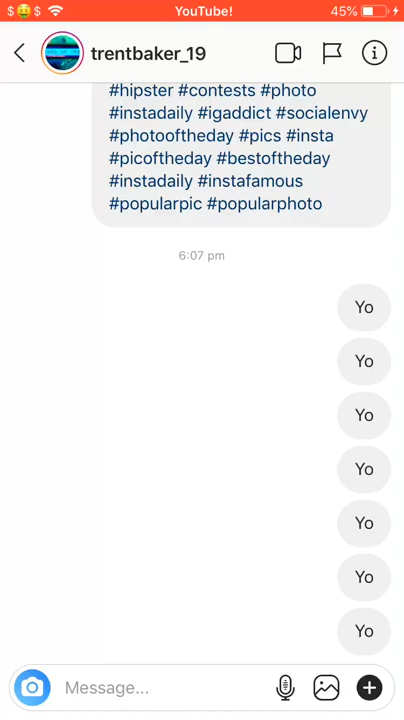 $🤑$ YouTube! 45%
trentbaker_19
#hipster #contests #photo
#instadaily #igaddict #socialenvy
#photooftheday #pics #insta
#picoftheday #bestoftheday
#instadaily #instafamous
#popularpic #popularphoto
6:07 pm
Yo
Yo
Yo
Yo
Yo
Yo
Yo
Message...